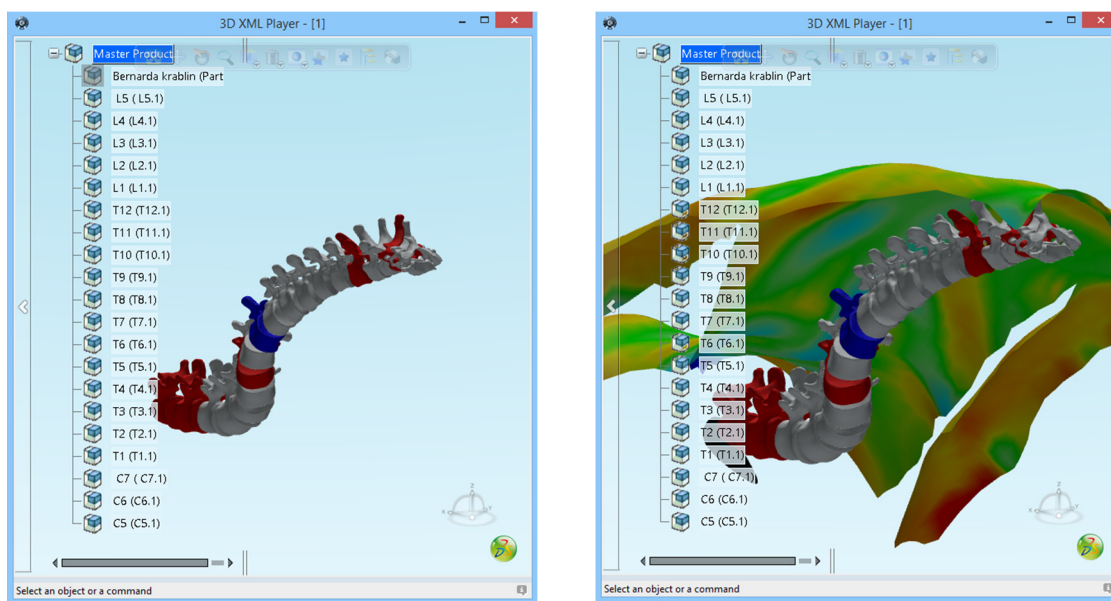 3D XML Player - [1]
Master Product
Bernarda krablin (Part
L5 ( L5.1)
L4 (L4.1)
L3 (L3.1)
L2 (L2.1)
L1 (L1.1)
T12 (T12.1)
T11 (T11.1)
T10 (T10.1)
T9 (T9.1)
T8 (T8.1)
T7 (T7.1)
T6 (T6.1)
T5 (T5.1)
T4 (T4.1)
T3 (T3.1)
T2 (T2.1)
T1 (T1.1)
C7 ( C7.1)
C6 (C6.1)
C5 (C5.1)
z
x
y
Select an object or a command
3D XML Player - [1]
Master Product
Bernarda krablin (Part
L5 ( L5.1)
L4 (L4.1)
L3 (L3.1)
L2 (L2.1)
L1 (L1.1)
T12 (T12.1)
T11 (T11.1)
T10 (T10.1)
T9 (T9.1)
T8 (T8.1)
T7 (T7.1)
T6 (T6.1)
T5 (T5.1)
T4 (T4.1)
T3 (T3.1)
T2 (T2.1)
T1 (T1.1)
C7 ( C7.1)
C6 (C6.1)
C5 (C5.1)
z
x
y
Select an object or a command